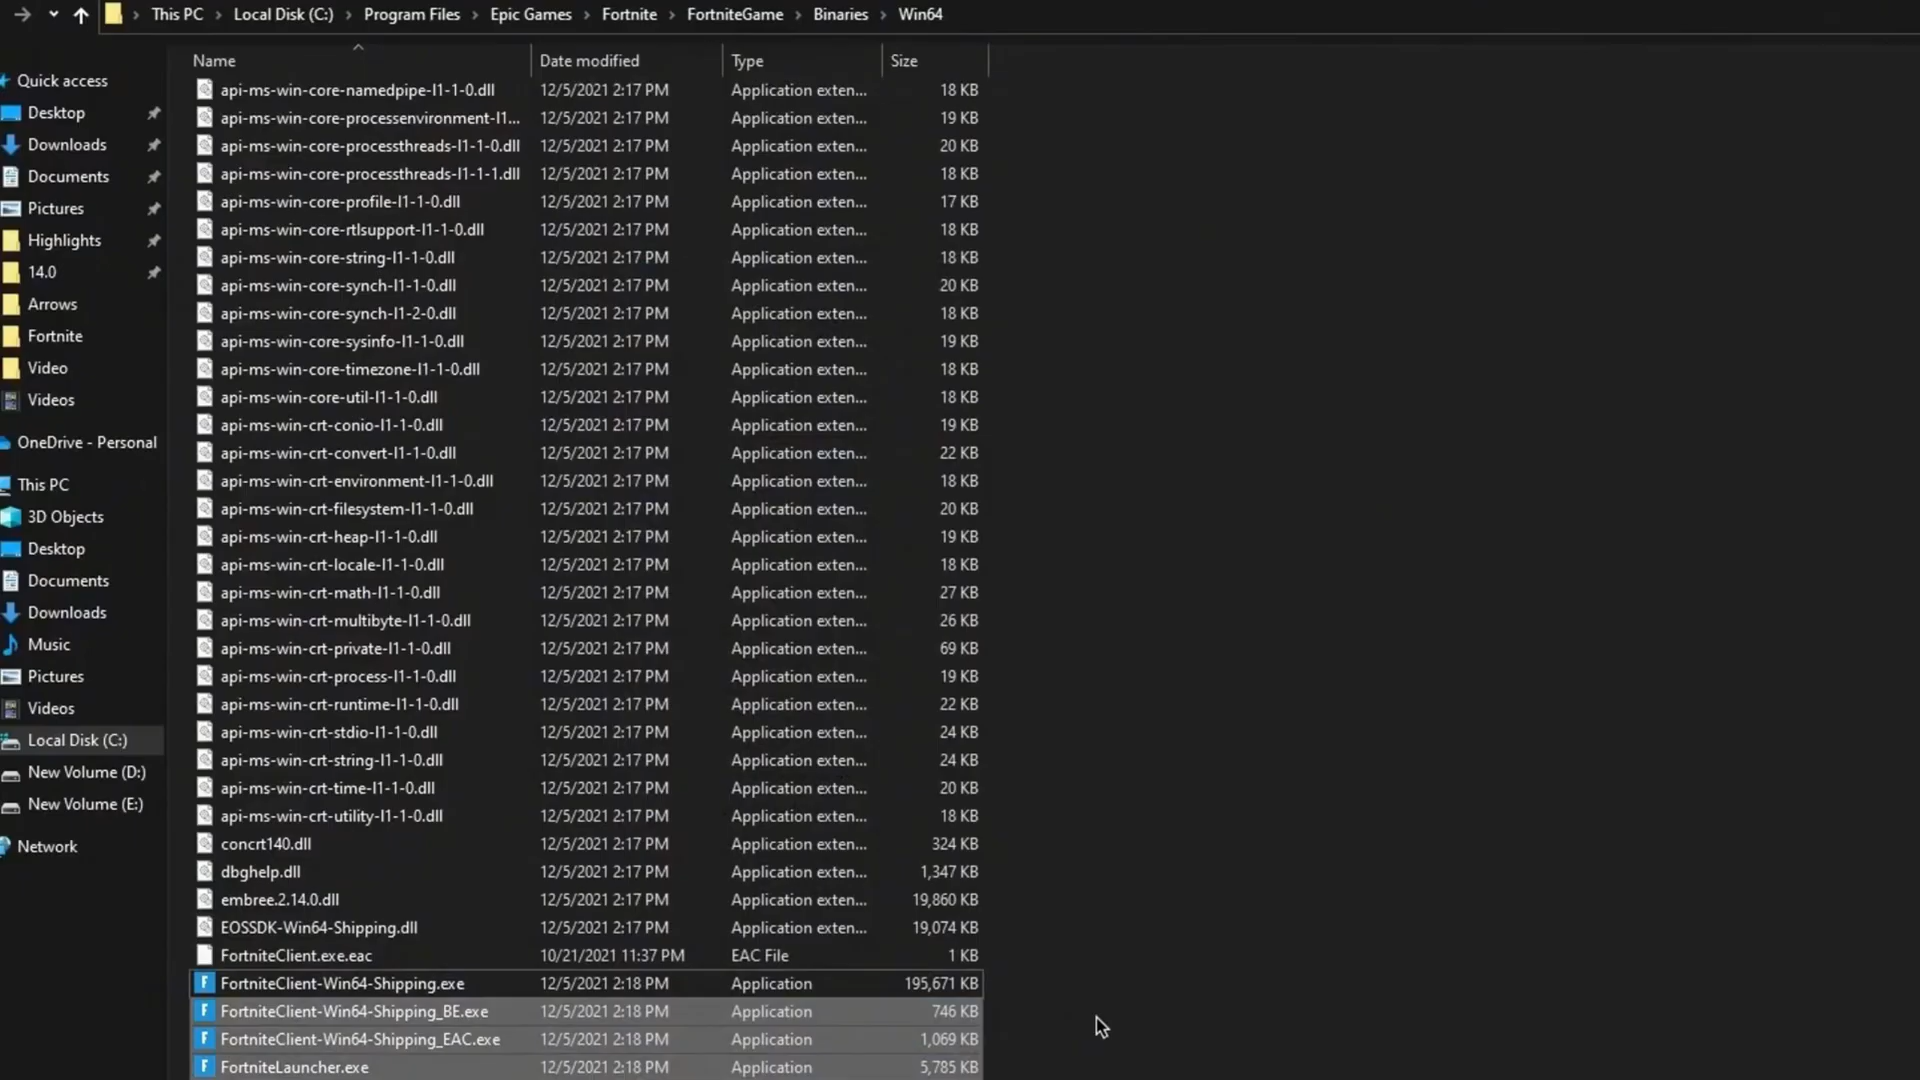 This PC > Local Disk (C:) > Program Files > Epic Games > Fortnite > FortniteGame > Binaries > Win64
Name Date modified Type Size
Quick access
Desktop
Downloads
Documents
Pictures
Highlights
14.0
Arrows
Fortnite
Video
Videos
OneDrive - Personal
This PC
3D Objects
Desktop
Documents
Downloads
Music
Pictures
Videos
Local Disk (C:)
New Volume (D:)
New Volume (E:)
Network
api-ms-win-core-namedpipe-l1-1-0.dll 12/5/2021 2:17 PM Application exten... 18 KB
api-ms-win-core-processenvironment-l1... 12/5/2021 2:17 PM Application exten... 19 KB
api-ms-win-core-processthreads-l1-1-0.dll 12/5/2021 2:17 PM Application exten... 20 KB
api-ms-win-core-processthreads-l1-1-1.dll 12/5/2021 2:17 PM Application exten... 18 KB
api-ms-win-core-profile-l1-1-0.dll 12/5/2021 2:17 PM Application exten... 17 KB
api-ms-win-core-rtlsupport-l1-1-0.dll 12/5/2021 2:17 PM Application exten... 18 KB
api-ms-win-core-string-l1-1-0.dll 12/5/2021 2:17 PM Application exten... 18 KB
api-ms-win-core-synch-l1-1-0.dll 12/5/2021 2:17 PM Application exten... 20 KB
api-ms-win-core-synch-l1-2-0.dll 12/5/2021 2:17 PM Application exten... 18 KB
api-ms-win-core-sysinfo-l1-1-0.dll 12/5/2021 2:17 PM Application exten... 19 KB
api-ms-win-core-timezone-l1-1-0.dll 12/5/2021 2:17 PM Application exten... 18 KB
api-ms-win-core-util-l1-1-0.dll 12/5/2021 2:17 PM Application exten... 18 KB
api-ms-win-crt-conio-l1-1-0.dll 12/5/2021 2:17 PM Application exten... 19 KB
api-ms-win-crt-convert-l1-1-0.dll 12/5/2021 2:17 PM Application exten... 22 KB
api-ms-win-crt-environment-l1-1-0.dll 12/5/2021 2:17 PM Application exten... 18 KB
api-ms-win-crt-filesystem-l1-1-0.dll 12/5/2021 2:17 PM Application exten... 20 KB
api-ms-win-crt-heap-l1-1-0.dll 12/5/2021 2:17 PM Application exten... 19 KB
api-ms-win-crt-locale-l1-1-0.dll 12/5/2021 2:17 PM Application exten... 18 KB
api-ms-win-crt-math-l1-1-0.dll 12/5/2021 2:17 PM Application exten... 27 KB
api-ms-win-crt-multibyte-l1-1-0.dll 12/5/2021 2:17 PM Application exten... 26 KB
api-ms-win-crt-private-l1-1-0.dll 12/5/2021 2:17 PM Application exten... 69 KB
api-ms-win-crt-process-l1-1-0.dll 12/5/2021 2:17 PM Application exten... 19 KB
api-ms-win-crt-runtime-l1-1-0.dll 12/5/2021 2:17 PM Application exten... 22 KB
api-ms-win-crt-stdio-l1-1-0.dll 12/5/2021 2:17 PM Application exten... 24 KB
api-ms-win-crt-string-l1-1-0.dll 12/5/2021 2:17 PM Application exten... 24 KB
api-ms-win-crt-time-l1-1-0.dll 12/5/2021 2:17 PM Application exten... 20 KB
api-ms-win-crt-utility-l1-1-0.dll 12/5/2021 2:17 PM Application exten... 18 KB
concrt140.dll 12/5/2021 2:17 PM Application exten... 324 KB
dbghelp.dll 12/5/2021 2:17 PM Application exten... 1,347 KB
embree.2.14.0.dll 12/5/2021 2:17 PM Application exten... 19,860 KB
EOSSDK-Win64-Shipping.dll 12/5/2021 2:17 PM Application exten... 19,074 KB
FortniteClient.exe.eac 10/21/2021 11:37 PM EAC File 1 KB
FortniteClient-Win64-Shipping.exe 12/5/2021 2:18 PM Application 195,671 KB
FortniteClient-Win64-Shipping_BE.exe 12/5/2021 2:18 PM Application 746 KB
FortniteClient-Win64-Shipping_EAC.exe 12/5/2021 2:18 PM Application 1,069 KB
FortniteLauncher.exe 12/5/2021 2:18 PM Application 5,785 KB